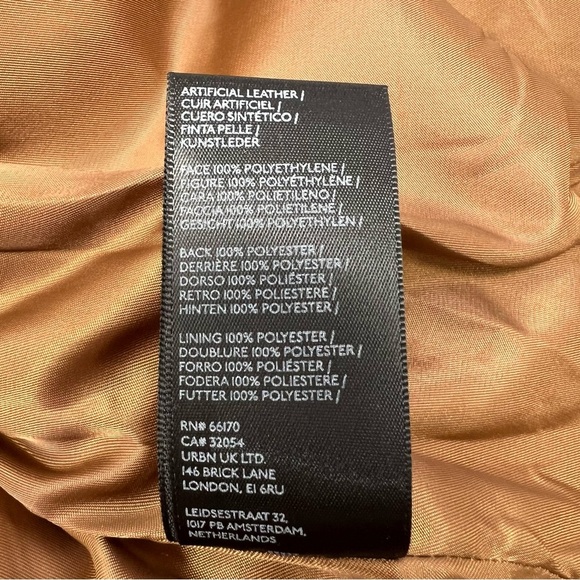 ARTIFICIAL LEATHER /
CUIR ARTIFICIEL /
CUERO SINTÉTICO /
FINTA PELLE /
KUNSTLEDER
FACE 100% POLYETHYLENE /
FIGURE 100% POLYÉTHYLÈNE /
CARA 100% POLIETILENO /
FACCIA 100% POLIETILENE /
GESICHT 100% POLYETHYLEN /
BACK 100% POLYESTER /
DERRIÈRE 100% POLYESTER /
DORSO 100% POLIÉSTER /
RETRO 100% POLIESTERE /
HINTEN 100% POLYESTER /
LINING 100% POLYESTER /
DOUBLURE 100% POLYESTER /
FORRO 100% POLIÉSTER /
FODERA 100% POLIESTERE /
FUTTER 100% POLYESTER /
RN# 66170
CA# 32054
URBN UK LTD.
146 BRICK LANE
LONDON, E1 6RU
LEIDSESTRAAT 32,
1017 PB AMSTERDAM,
NETHERLANDS